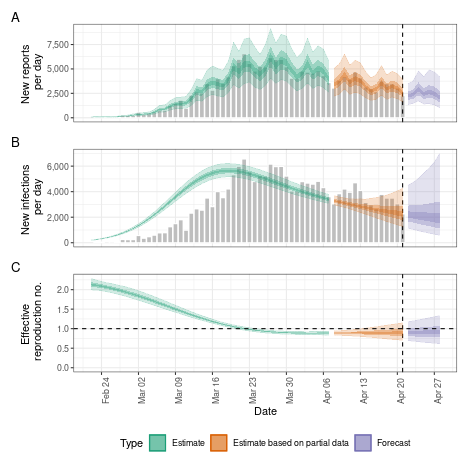 A
New reports
per day
7,500
5,000
2,500
0
B
New infections
per day
6,000
4,000
2,000
0
C
Effective
reproduction no.
2.0
1.5
1.0
0.5
0.0
Feb 24
Mar 02
Mar 09
Mar 16
Mar 23
Mar 30
Apr 06
Apr 13
Apr 20
Apr 27
Date
Type Estimate Estimate based on partial data Forecast